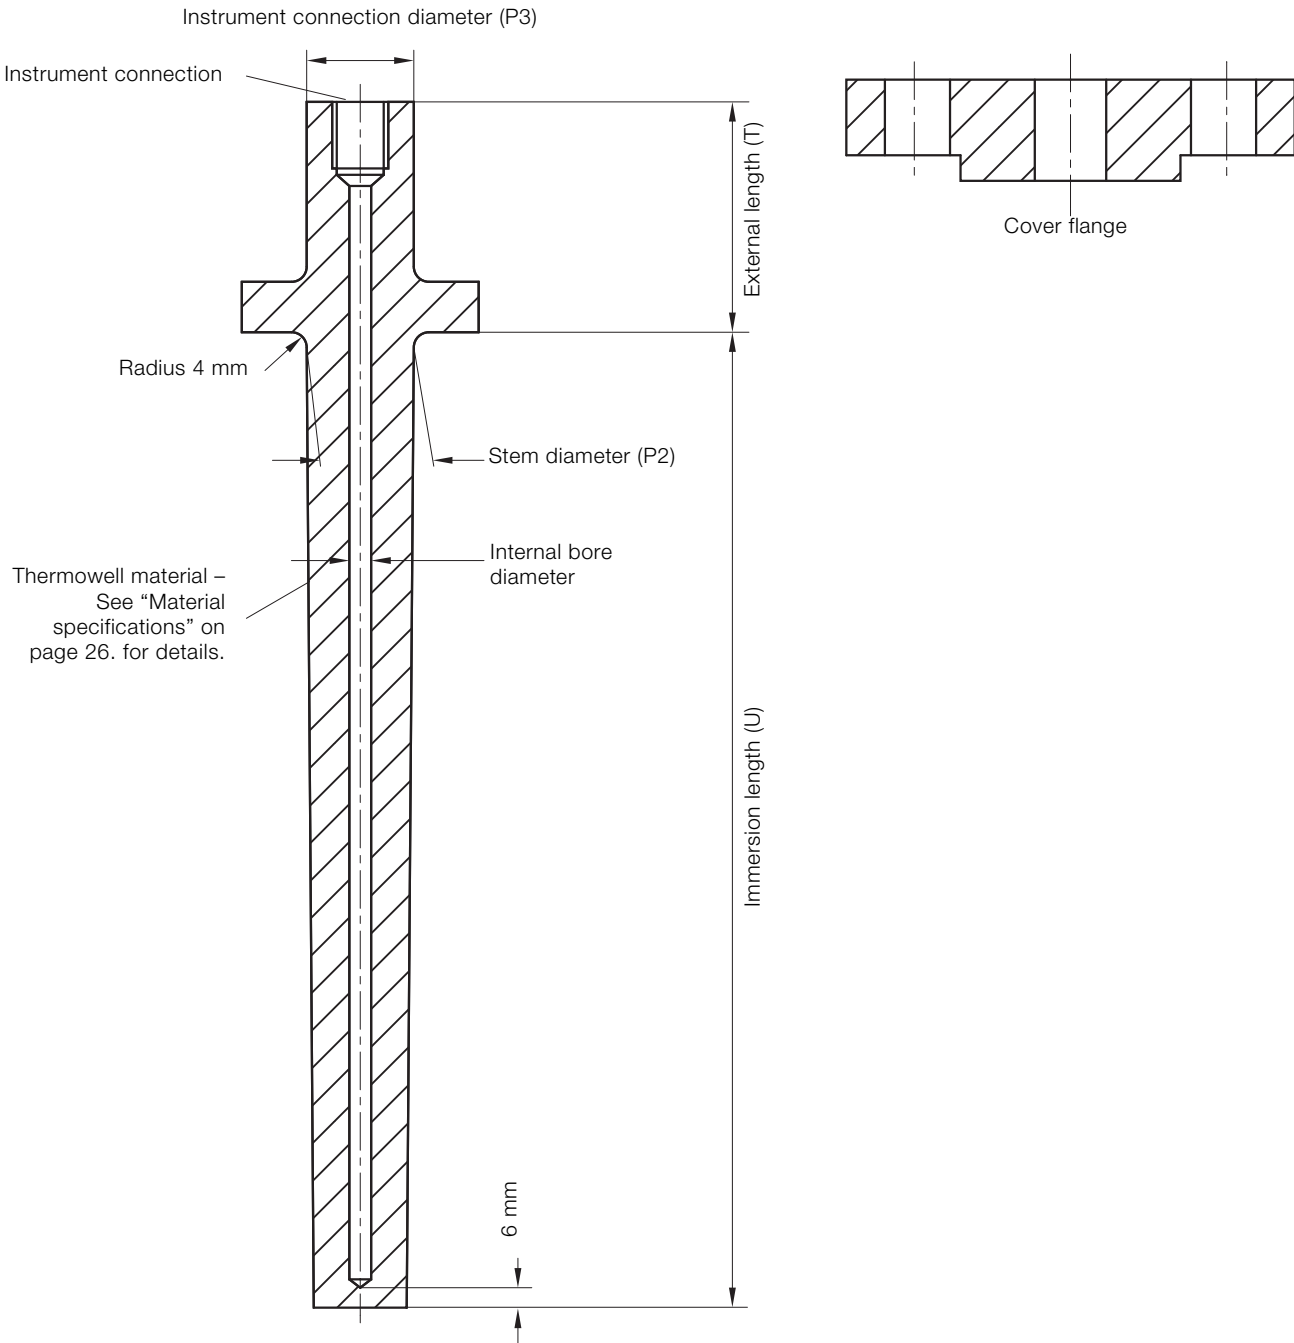 Instrument connection diameter (P3)
Instrument connection
External length (T)
Cover flange
Radius 4 mm
Stem diameter (P2)
Internal bore
diameter
Thermowell material –
See “Material
specifications” on
page 26. for details.
Immersion length (U)
6 mm